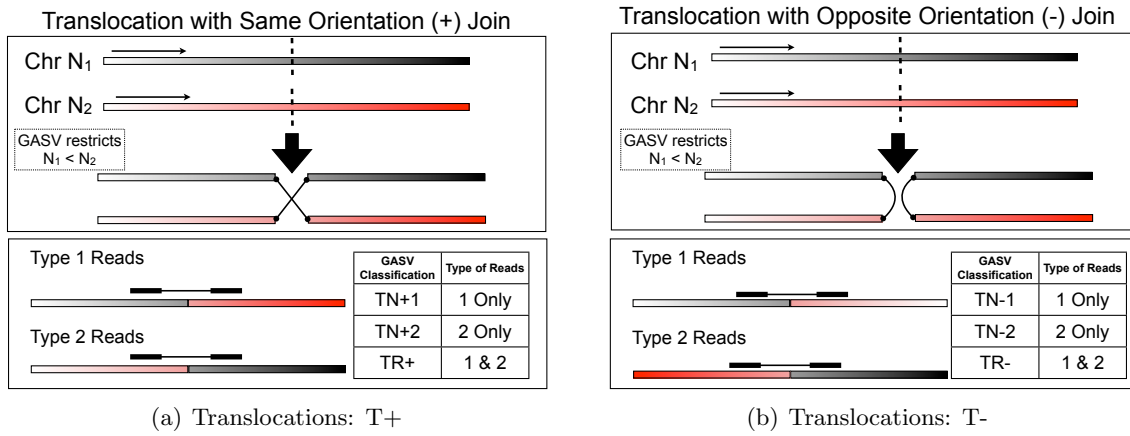 Translocation with Same Orientation (+) Join
Chr N1
Chr N2
GASV restricts
N1 < N2
Type 1 Reads
Type 2 Reads
GASV Classification | Type of Reads
TN+1 | 1 Only
TN+2 | 2 Only
TR+ | 1 & 2
(a) Translocations: T+
Translocation with Opposite Orientation (-) Join
Chr N1
Chr N2
GASV restricts
N1 < N2
Type 1 Reads
Type 2 Reads
GASV Classification | Type of Reads
TN-1 | 1 Only
TN-2 | 2 Only
TR- | 1 & 2
(b) Translocations: T-